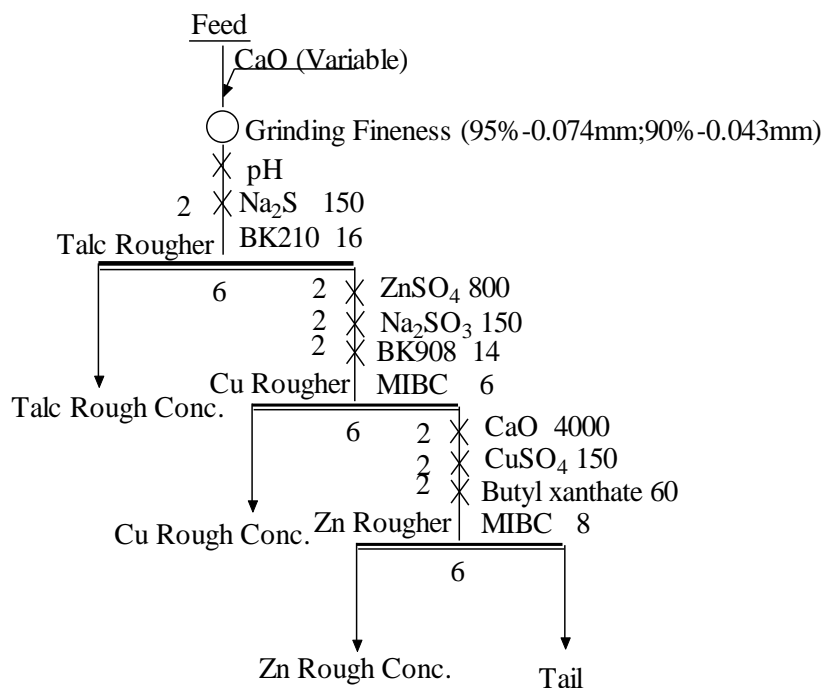 Feed
CaO (Variable)
Grinding Fineness (95%-0.074mm;90%-0.043mm)
pH
2 Na₂S 150
Talc Rougher BK210 16
6 2 ZnSO₄ 800
2 Na₂SO₃ 150
2 BK908 14
Talc Rough Conc. Cu Rougher MIBC 6
6 2 CaO 4000
2 CuSO₄ 150
2 Butyl xanthate 60
Cu Rough Conc. Zn Rougher MIBC 8
6
Zn Rough Conc. Tail